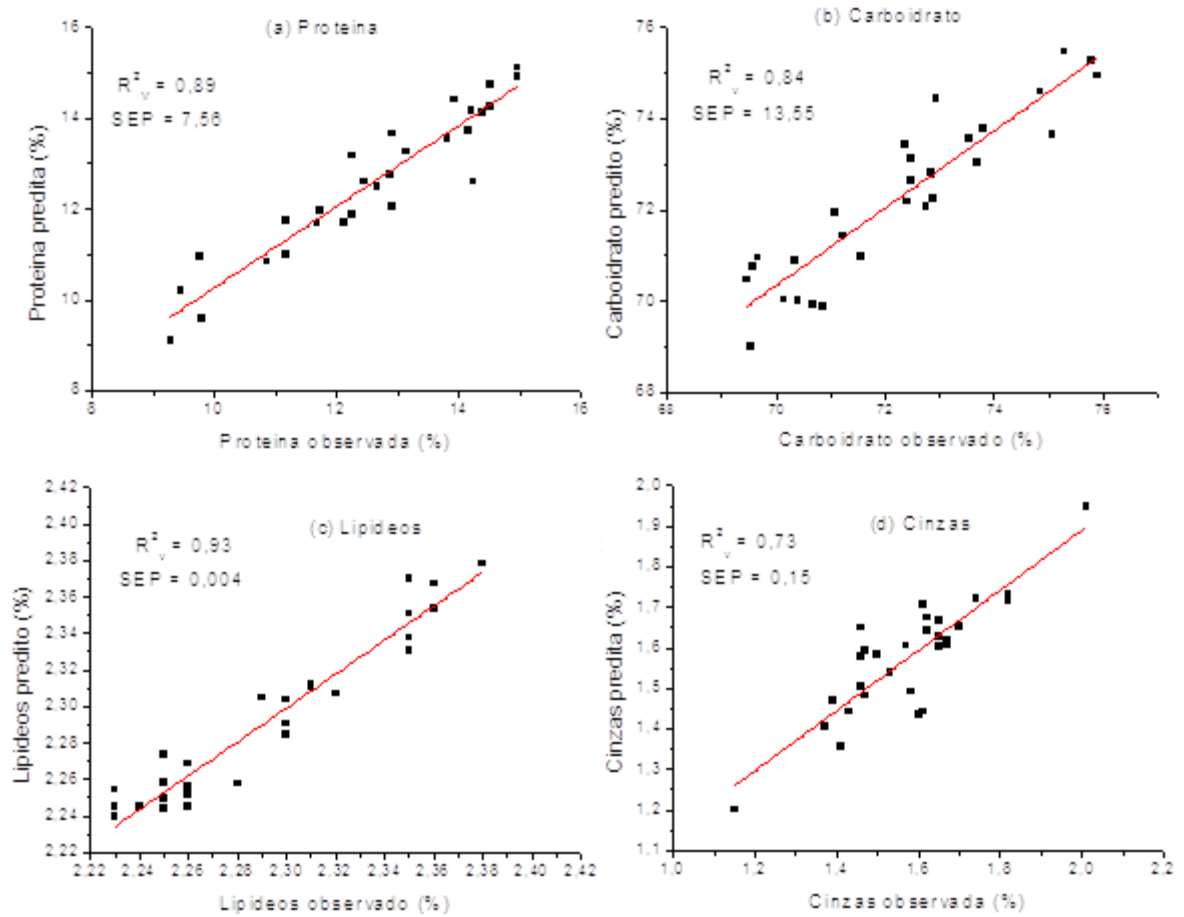 (a) Proteína
R²ᵥ = 0,89
SEP = 7,56
Proteína predita (%)
16
14
12
10
8
8 10 12 14 16
Proteína observada (%)
(b) Carboidrato
R²ᵥ = 0,84
SEP = 13,55
Carboidrato predito (%)
76
74
72
70
68
68 70 72 74 76
Carboidrato observado (%)
(c) Lipídeos
R²ᵥ = 0,93
SEP = 0,004
Lipídeos predito (%)
2,42
2,40
2,38
2,36
2,34
2,32
2,30
2,28
2,26
2,24
2,22
2,22 2,24 2,26 2,28 2,30 2,32 2,34 2,36 2,38 2,40 2,42
Lipídeos observado (%)
(d) Cinzas
R²ᵥ = 0,73
SEP = 0,15
Cinzas predita (%)
2,0
1,9
1,8
1,7
1,6
1,5
1,4
1,3
1,2
1,1
1,0 1,2 1,4 1,6 1,8 2,0 2,2
Cinzas observada (%)